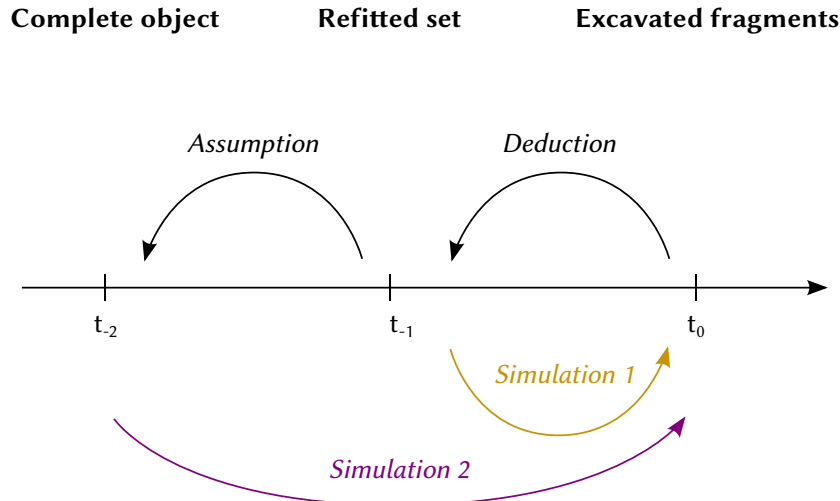 Complete object Refitted set Excavated fragments
Assumption Deduction
t-2 t-1 t0
Simulation 1
Simulation 2